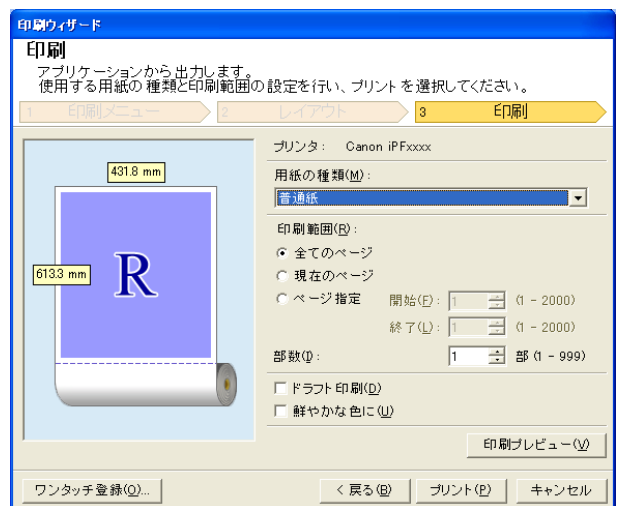 印刷ウィザード
印刷
アプリケーションから出力します。
使用する用紙の種類と印刷範囲の設定を行い、プリントを選択してください。
1 印刷メニュー 2 レイアウト 3 印刷
プリンタ: Canon iPFxxxx
431.8 mm
用紙の種類(M):
普通紙
印刷範囲(R):
全てのページ
613.3 mm
R
現在のページ
ページ指定 開始(F): 1 (1 - 2000)
終了(L): 1 (1 - 2000)
部数(I): 1 部 (1 - 999)
ドラフト印刷(D)
鮮やかな色に(U)
印刷プレビュー(V)
ワンタッチ登録(O)... < 戻る(B) プリント(P) キャンセル